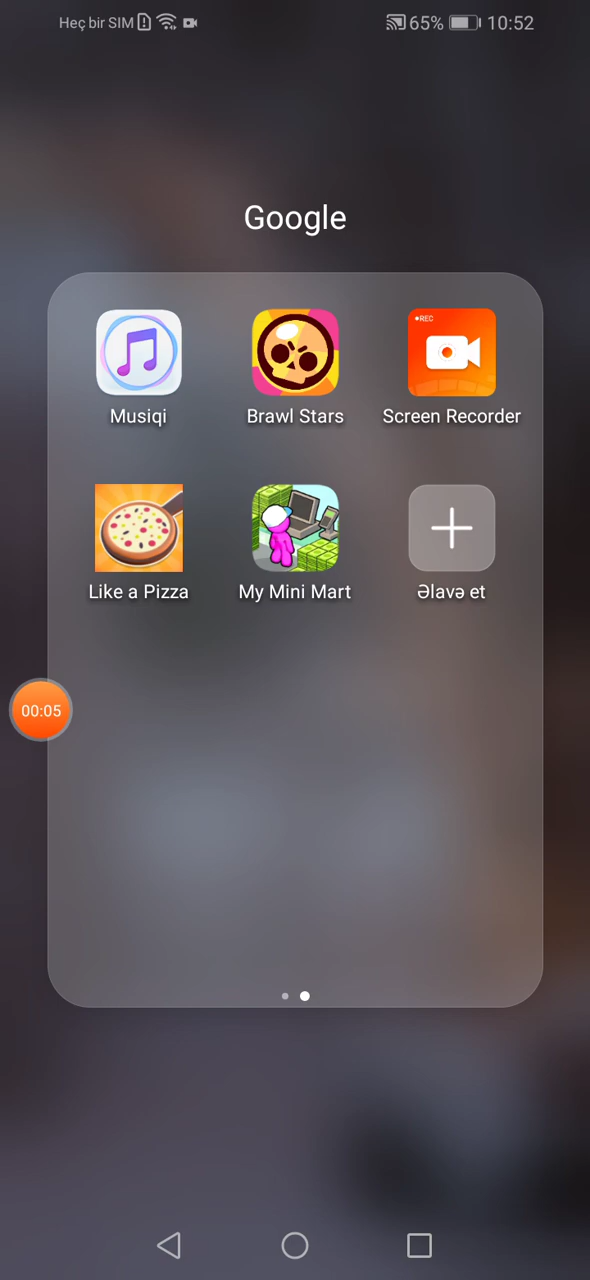 Heç bir SIM 65% 10:52
Google
REC
Musiqi Brawl Stars Screen Recorder
Like a Pizza My Mini Mart Əlavə et
00:05